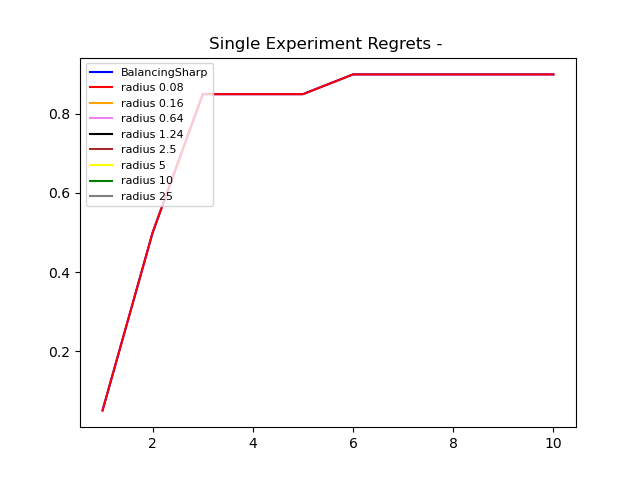 Single Experiment Regrets -
BalancingSharp
radius 0.08
radius 0.16
radius 0.64
radius 1.24
radius 2.5
radius 5
radius 10
radius 25
0.8
0.6
0.4
0.2
2 4 6 8 10